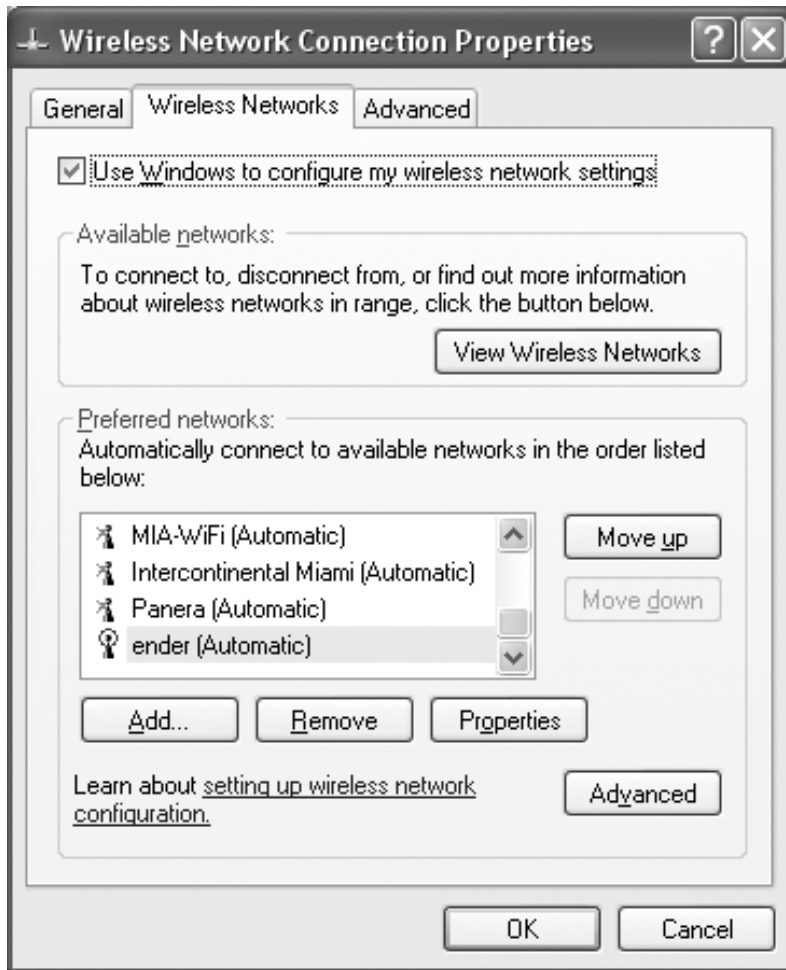 Wireless Network Connection Properties
General Wireless Networks Advanced
Use Windows to configure my wireless network settings
Available networks:
To connect to, disconnect from, or find out more information
about wireless networks in range, click the button below.
View Wireless Networks
Preferred networks:
Automatically connect to available networks in the order listed
below:
MIA-WiFi (Automatic)
Intercontinental Miami (Automatic)
Panera (Automatic)
ender (Automatic)
Move up
Move down
Add... Remove Properties
Learn about setting up wireless network
configuration.
Advanced
OK Cancel